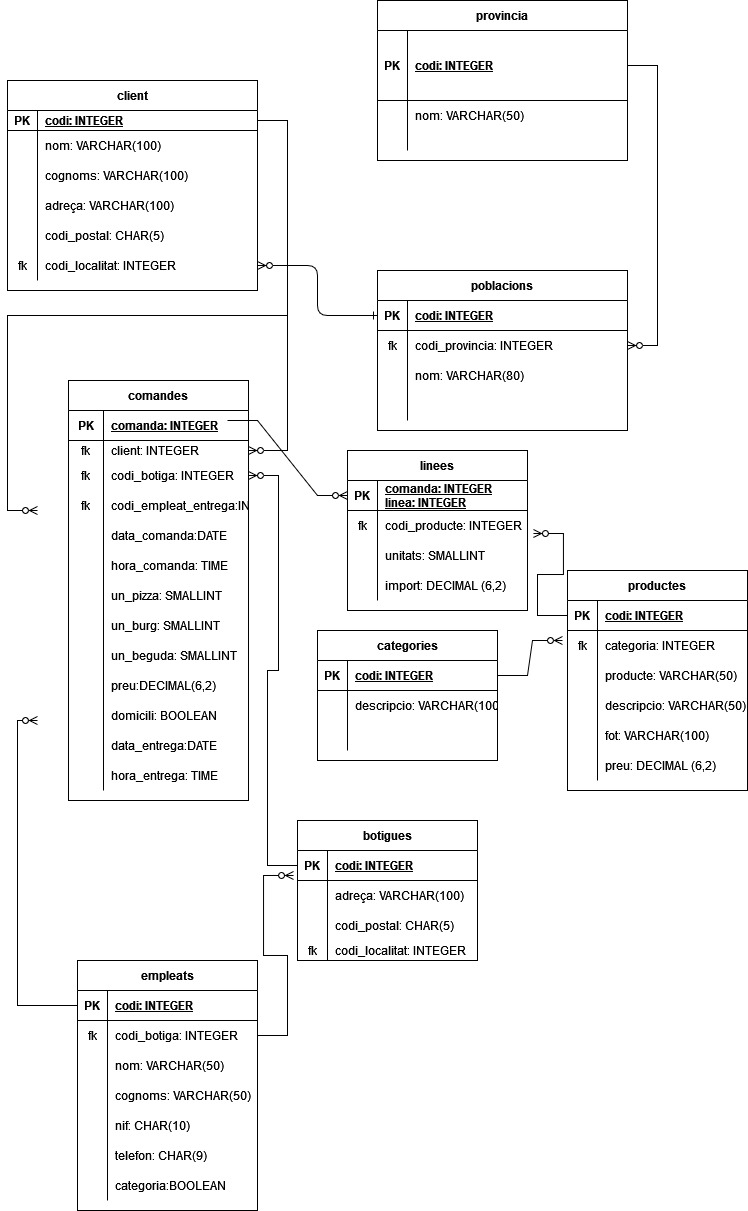 provincia
PK codi: INTEGER
nom: VARCHAR(50)
client
PK codi: INTEGER
nom: VARCHAR(100)
cognoms: VARCHAR(100)
adreça: VARCHAR(100)
codi_postal: CHAR(5)
fk codi_localitat: INTEGER
poblacions
PK codi: INTEGER
fk codi_provincia: INTEGER
nom: VARCHAR(80)
comandes
PK comanda: INTEGER
fk client: INTEGER
fk codi_botiga: INTEGER
fk codi_empleat_entrega:IN
data_comanda:DATE
hora_comanda: TIME
un_pizza: SMALLINT
un_burg: SMALLINT
un_beguda: SMALLINT
preu:DECIMAL(6,2)
domicili: BOOLEAN
data_entrega:DATE
hora_entrega: TIME
linees
PK comanda: INTEGER
linea: INTEGER
fk codi_producte: INTEGER
unitats: SMALLINT
import: DECIMAL (6,2)
productes
PK codi: INTEGER
fk categoria: INTEGER
producte: VARCHAR(50)
descripcio: VARCHAR(50)
fot: VARCHAR(100)
preu: DECIMAL (6,2)
categories
PK codi: INTEGER
descripcio: VARCHAR(100
botigues
PK codi: INTEGER
adreça: VARCHAR(100)
codi_postal: CHAR(5)
fk codi_localitat: INTEGER
empleats
PK codi: INTEGER
fk codi_botiga: INTEGER
nom: VARCHAR(50)
cognoms: VARCHAR(50)
nif: CHAR(10)
telefon: CHAR(9)
categoria:BOOLEAN